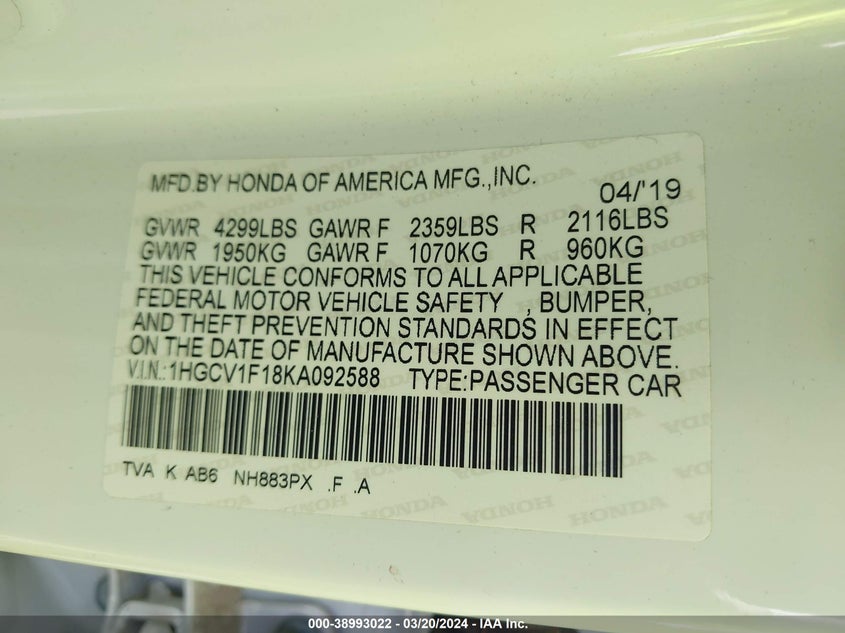 MFD.BY HONDA OF AMERICA MFG.,INC. 04/'19
GVWR 4299LBS GAWR F 2359LBS R 2116LBS
GVWR 1950KG GAWR F 1070KG R 960KG
THIS VEHICLE CONFORMS TO ALL APPLICABLE
FEDERAL MOTOR VEHICLE SAFETY , BUMPER,
AND THEFT PREVENTION STANDARDS IN EFFECT
ON THE DATE OF MANUFACTURE SHOWN ABOVE.
V.I.N.:1HGCV1F18KA092588 TYPE:PASSENGER CAR
TVA K AB6 NH883PX .F .A
000-38993022 — 03/20/2024 — IAA Inc.